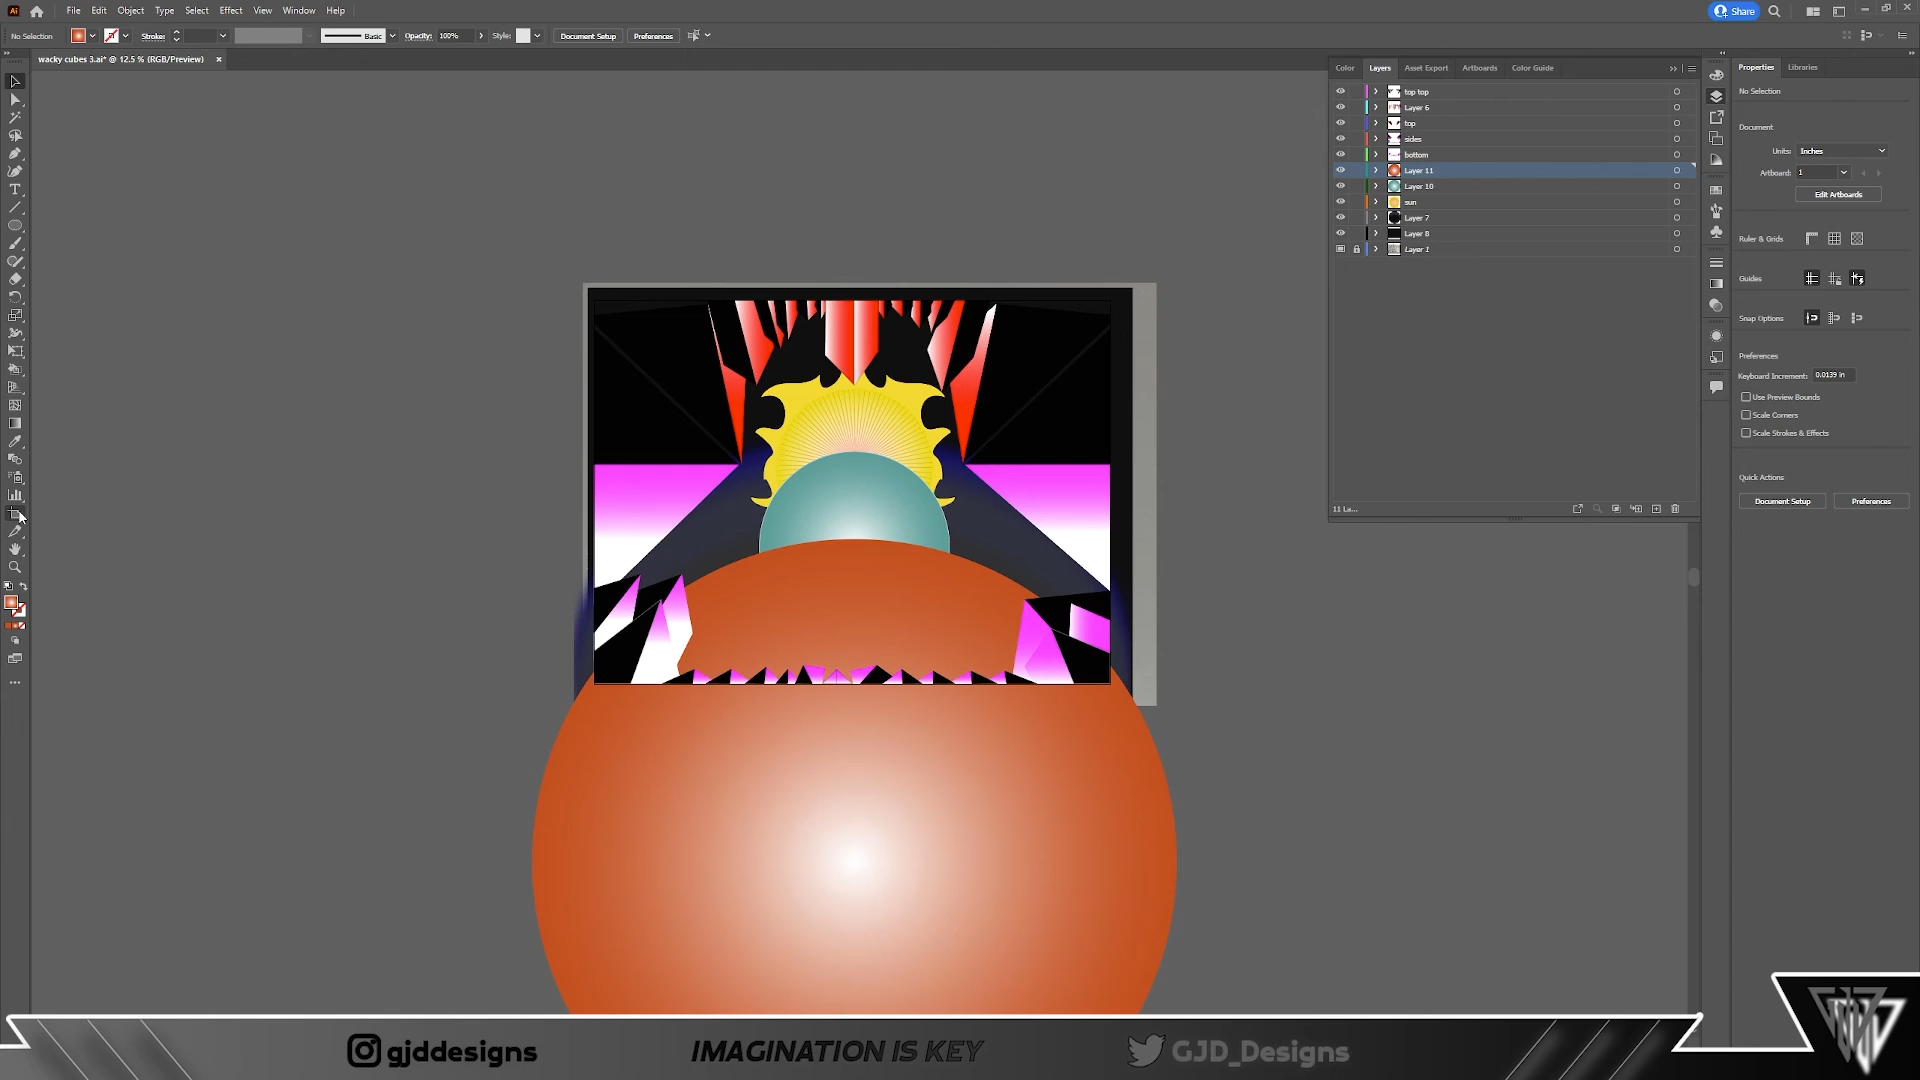 Ai File Edit Object Type Select Effect View Window Help Share
No Selection Stroke: Basic Opacity: 100% Style: Document Setup Preferences
wacky cubes 3.ai* @ 12.5 % (RGB/Preview) ×
Color Layers Asset Export Artboards Color Guide
top top
Layer 6
top
sides
bottom
Layer 11
Layer 10
sun
Layer 7
Layer 8
Layer 1
11 La...
Properties Libraries
No Selection
Document
Units: Inches
Artboard: 1
Edit Artboards
Ruler & Grids
Guides
Snap Options
Preferences
Keyboard Increment: 0.0139 in
Use Preview Bounds
Scale Corners
Scale Strokes & Effects
Quick Actions
Document Setup Preferences
gjddesigns IMAGINATION IS KEY GJD_Designs